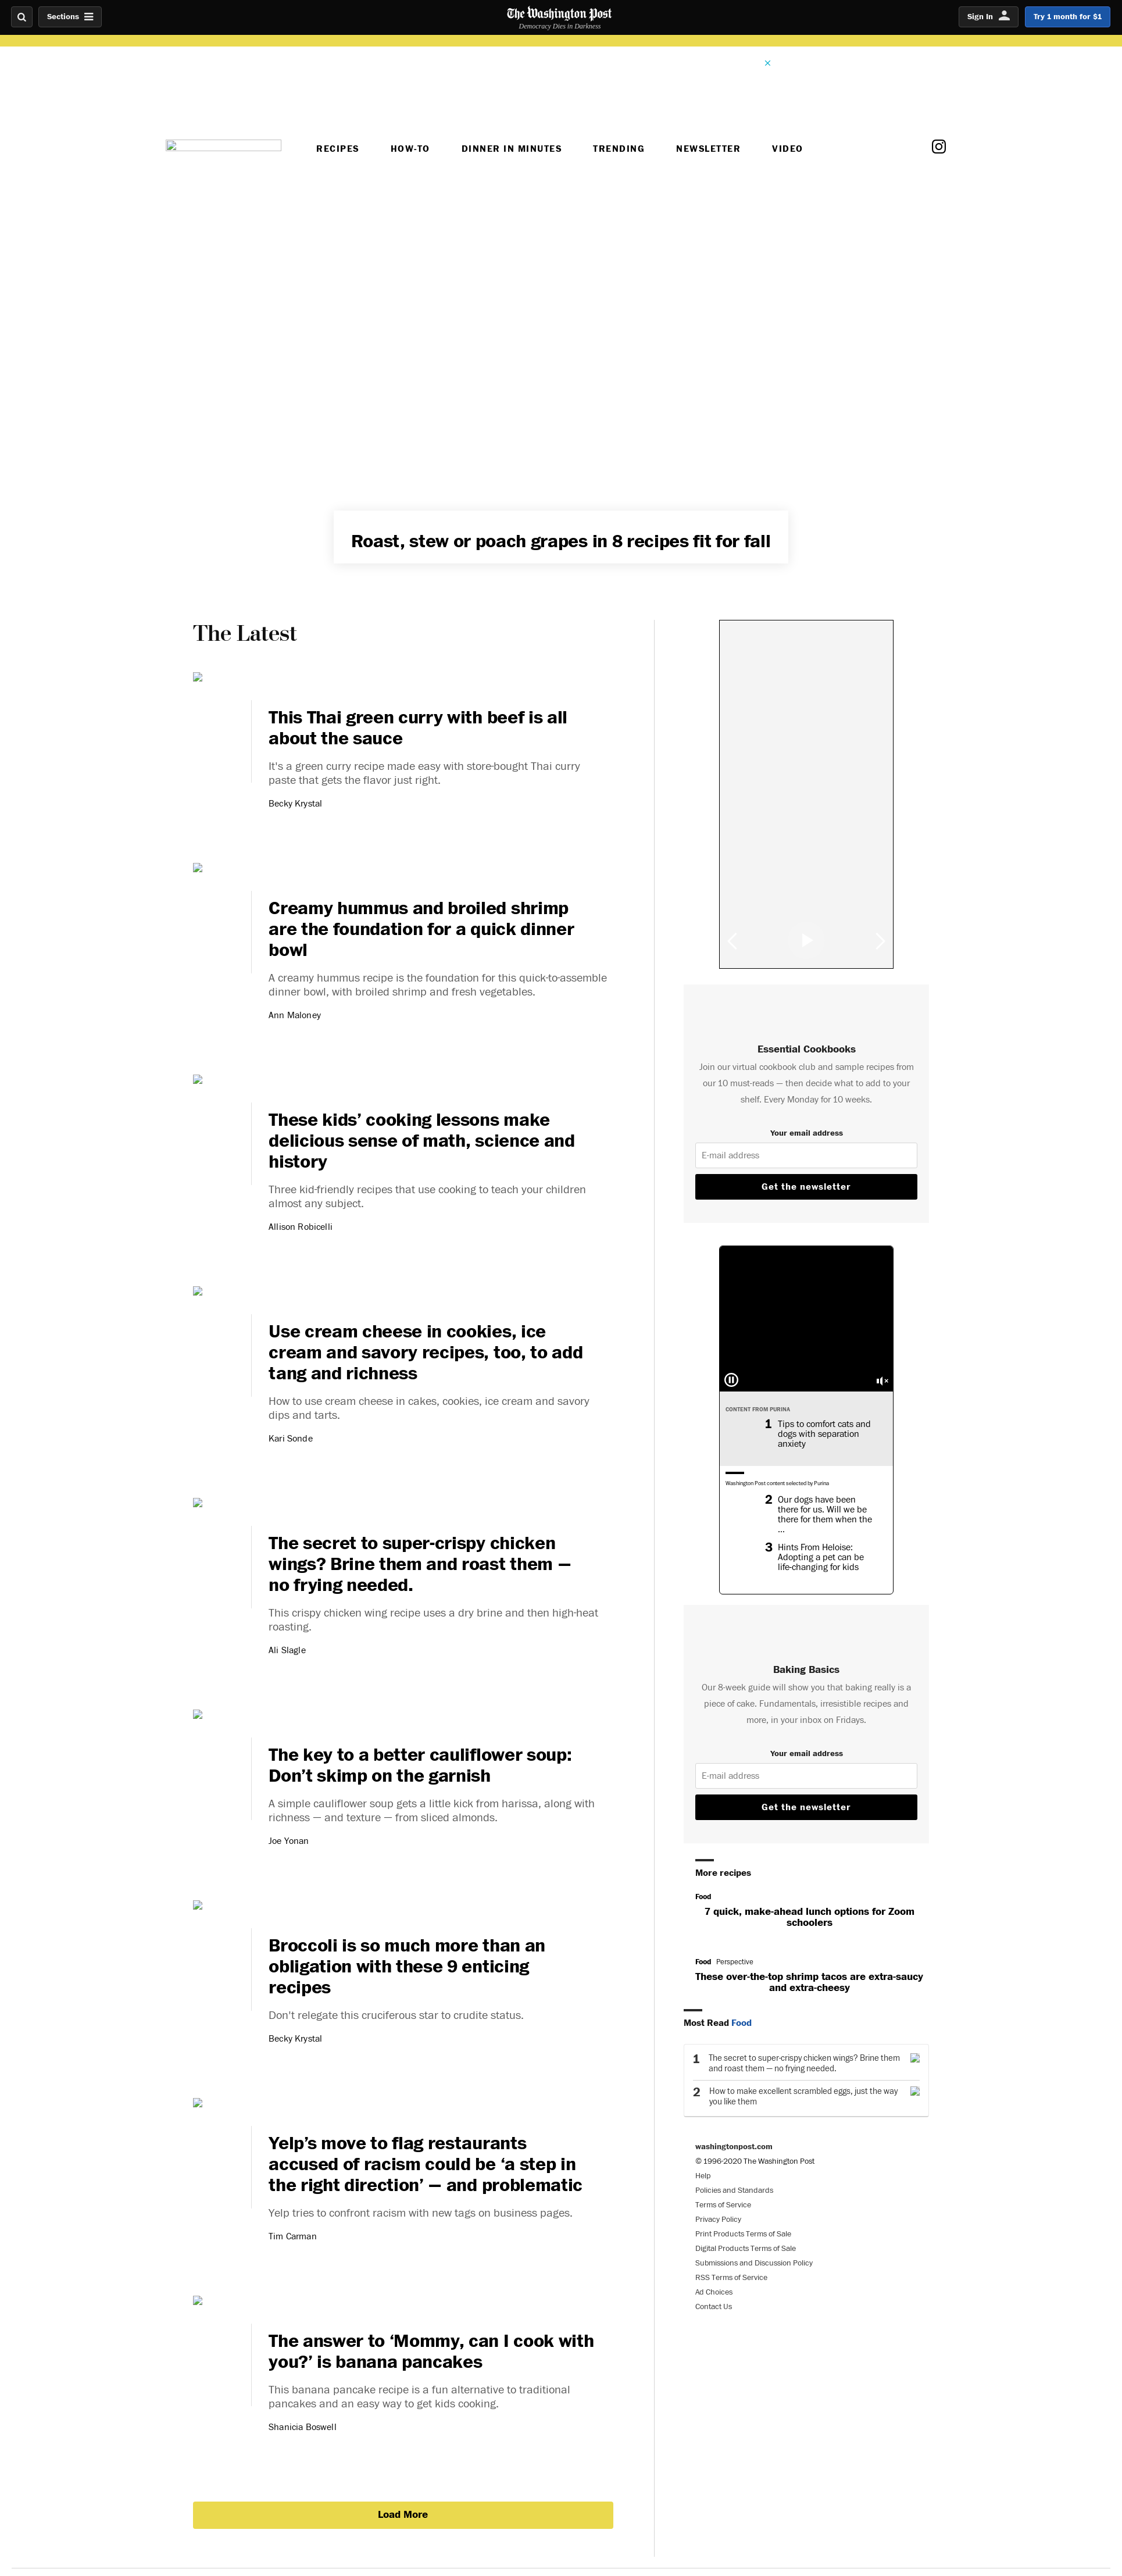 Sections
The Washington Post
Democracy Dies in Darkness
Sign In
Try 1 month for $1
RECIPES
HOW-TO
DINNER IN MINUTES
TRENDING
NEWSLETTER
VIDEO
Roast, stew or poach grapes in 8 recipes fit for fall
The Latest
This Thai green curry with beef is all
about the sauce
It's a green curry recipe made easy with store-bought Thai curry
paste that gets the flavor just right.
Becky Krystal
Creamy hummus and broiled shrimp
are the foundation for a quick dinner
bowl
A creamy hummus recipe is the foundation for this quick-to-assemble
dinner bowl, with broiled shrimp and fresh vegetables.
Ann Maloney
These kids’ cooking lessons make
delicious sense of math, science and
history
Three kid-friendly recipes that use cooking to teach your children
almost any subject.
Allison Robicelli
Use cream cheese in cookies, ice
cream and savory recipes, too, to add
tang and richness
How to use cream cheese in cakes, cookies, ice cream and savory
dips and tarts.
Kari Sonde
The secret to super-crispy chicken
wings? Brine them and roast them —
no frying needed.
This crispy chicken wing recipe uses a dry brine and then high-heat
roasting.
Ali Slagle
The key to a better cauliflower soup:
Don’t skimp on the garnish
A simple cauliflower soup gets a little kick from harissa, along with
richness — and texture — from sliced almonds.
Joe Yonan
Broccoli is so much more than an
obligation with these 9 enticing
recipes
Don't relegate this cruciferous star to crudite status.
Becky Krystal
Yelp’s move to flag restaurants
accused of racism could be ‘a step in
the right direction’ — and problematic
Yelp tries to confront racism with new tags on business pages.
Tim Carman
The answer to ‘Mommy, can I cook with
you?’ is banana pancakes
This banana pancake recipe is a fun alternative to traditional
pancakes and an easy way to get kids cooking.
Shanicia Boswell
Load More
Essential Cookbooks
Join our virtual cookbook club and sample recipes from
our 10 must-reads — then decide what to add to your
shelf. Every Monday for 10 weeks.
Your email address
E-mail address
Get the newsletter
CONTENT FROM PURINA
1 Tips to comfort cats and
dogs with separation
anxiety
Washington Post content selected by Purina
2 Our dogs have been
there for us. Will we be
there for them when the
...
3 Hints From Heloise:
Adopting a pet can be
life-changing for kids
Baking Basics
Our 8-week guide will show you that baking really is a
piece of cake. Fundamentals, irresistible recipes and
more, in your inbox on Fridays.
Your email address
E-mail address
Get the newsletter
More recipes
Food
7 quick, make-ahead lunch options for Zoom
schoolers
Food Perspective
These over-the-top shrimp tacos are extra-saucy
and extra-cheesy
Most Read Food
1 The secret to super-crispy chicken wings? Brine them
and roast them — no frying needed.
2 How to make excellent scrambled eggs, just the way
you like them
washingtonpost.com
© 1996-2020 The Washington Post
Help
Policies and Standards
Terms of Service
Privacy Policy
Print Products Terms of Sale
Digital Products Terms of Sale
Submissions and Discussion Policy
RSS Terms of Service
Ad Choices
Contact Us